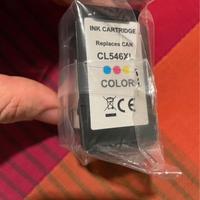 INK CARTRIDGE
Replaces CAN
CL546XL
COLOR
CE